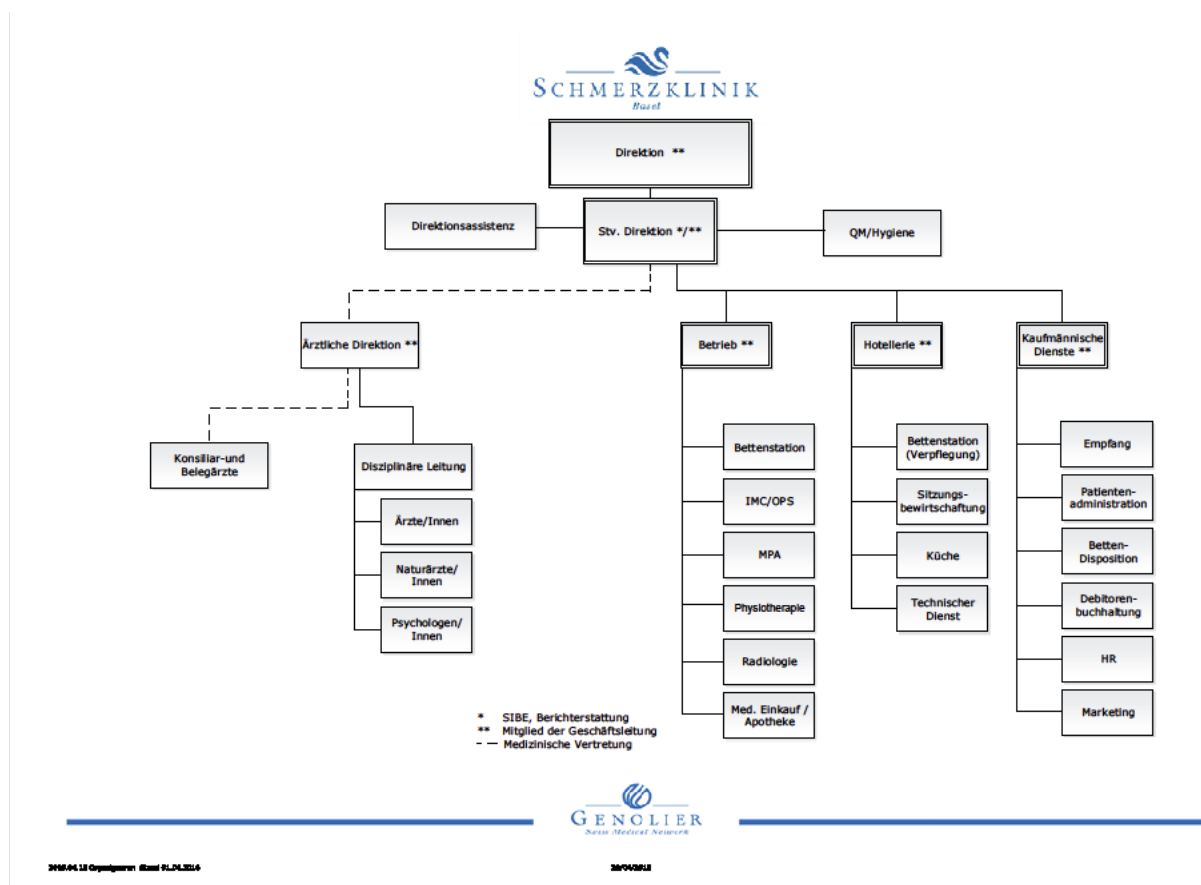 SCHMERZKLINIK
Basel
Direktion **
Direktionsassistenz
Stv. Direktion */**
QM/Hygiene
Ärztliche Direktion **
Betrieb **
Hotellerie **
Kaufmännische
Dienste **
Konsiliar-und
Belegärzte
Disziplinäre Leitung
Ärzte/Innen
Naturärzte/
Innen
Psychologen/
Innen
Bettenstation
IMC/OPS
MPA
Physiotherapie
Radiologie
Med. Einkauf /
Apotheke
Bettenstation
(Verpflegung)
Sitzungs-
bewirtschaftung
Küche
Technischer
Dienst
Empfang
Patienten-
administration
Betten-
Disposition
Debitoren-
buchhaltung
HR
Marketing
* SIBE, Berichterstattung
** Mitglied der Geschäftsleitung
--- Medizinische Vertretung
GENOLIER
Swiss Medical Network